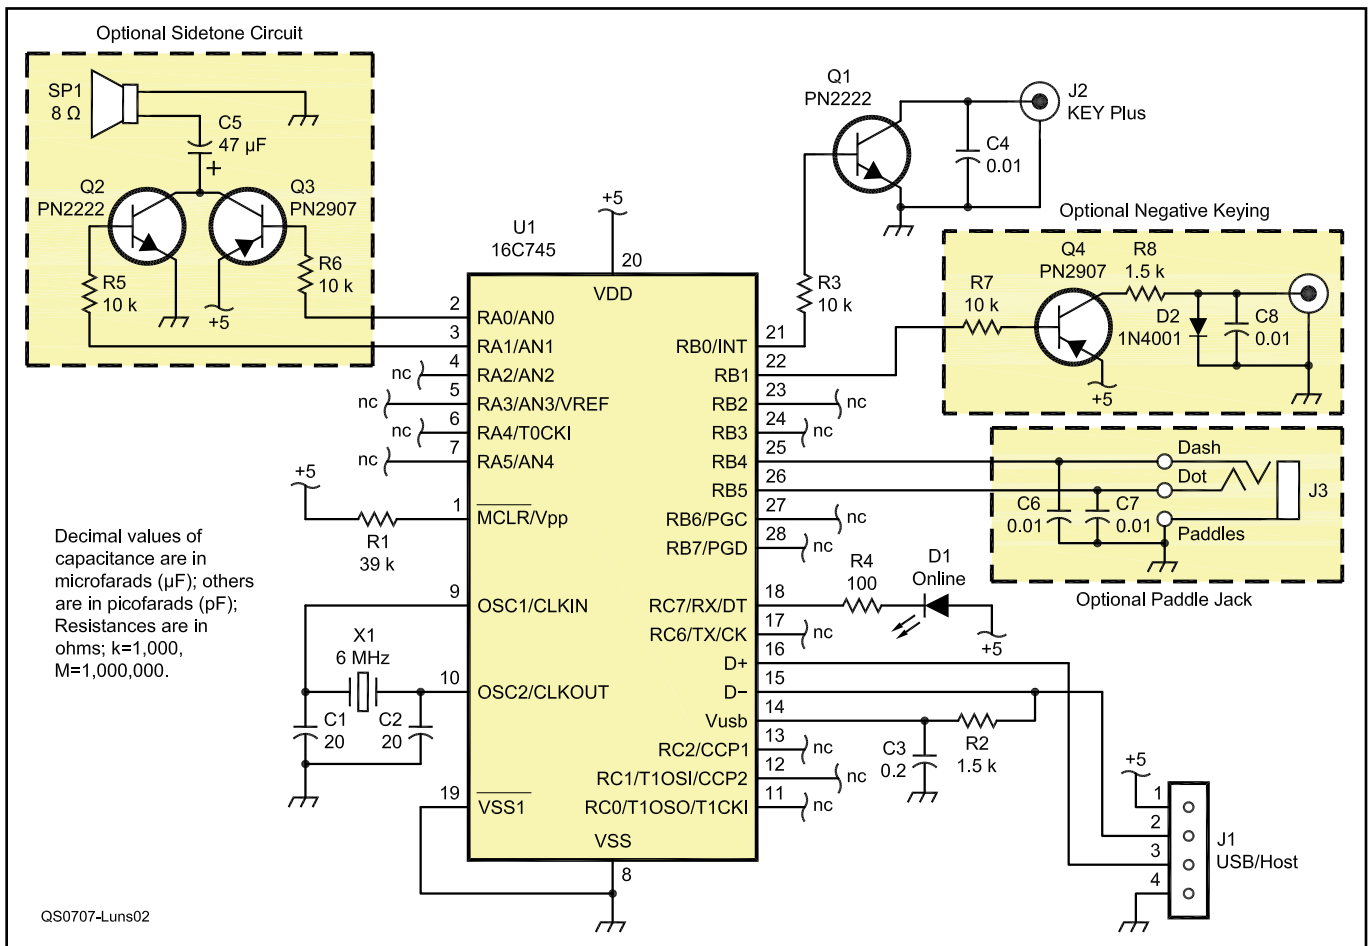 Optional Sidetone Circuit
SP1
8 Ω
C5
47 µF
+
Q2
PN2222
Q3
PN2907
R5
10 k
R6
10 k
+5
Q1
PN2222
J2
KEY Plus
C4
0.01
R3
10 k
Optional Negative Keying
Q4
PN2907
R8
1.5 k
R7
10 k
D2
1N4001
C8
0.01
+5
+5
U1
16C745
20
VDD
2
RA0/AN0
3
RA1/AN1
nc
4
RA2/AN2
nc
5
RA3/AN3/VREF
nc
6
RA4/T0CKI
nc
7
RA5/AN4
+5
R1
39 k
1
MCLR/Vpp
9
OSC1/CLKIN
X1
6 MHz
10
OSC2/CLKOUT
C1
20
C2
20
19
VSS1
VSS
8
21
RB0/INT
22
RB1
23
RB2
nc
24
RB3
nc
25
RB4
26
RB5
27
RB6/PGC
nc
28
RB7/PGD
nc
18
RC7/RX/DT
17
RC6/TX/CK
nc
16
D+
15
D−
14
Vusb
13
RC2/CCP1
nc
12
RC1/T1OSI/CCP2
nc
11
RC0/T1OSO/T1CKI
nc
Dash
Dot
Paddles
J3
C6
0.01
C7
0.01
Optional Paddle Jack
R4
100
D1
Online
+5
C3
0.2
R2
1.5 k
+5
1
2
3
4
J1
USB/Host
Decimal values of
capacitance are in
microfarads (µF); others
are in picofarads (pF);
Resistances are in
ohms; k=1,000,
M=1,000,000.
QS0707-Luns02